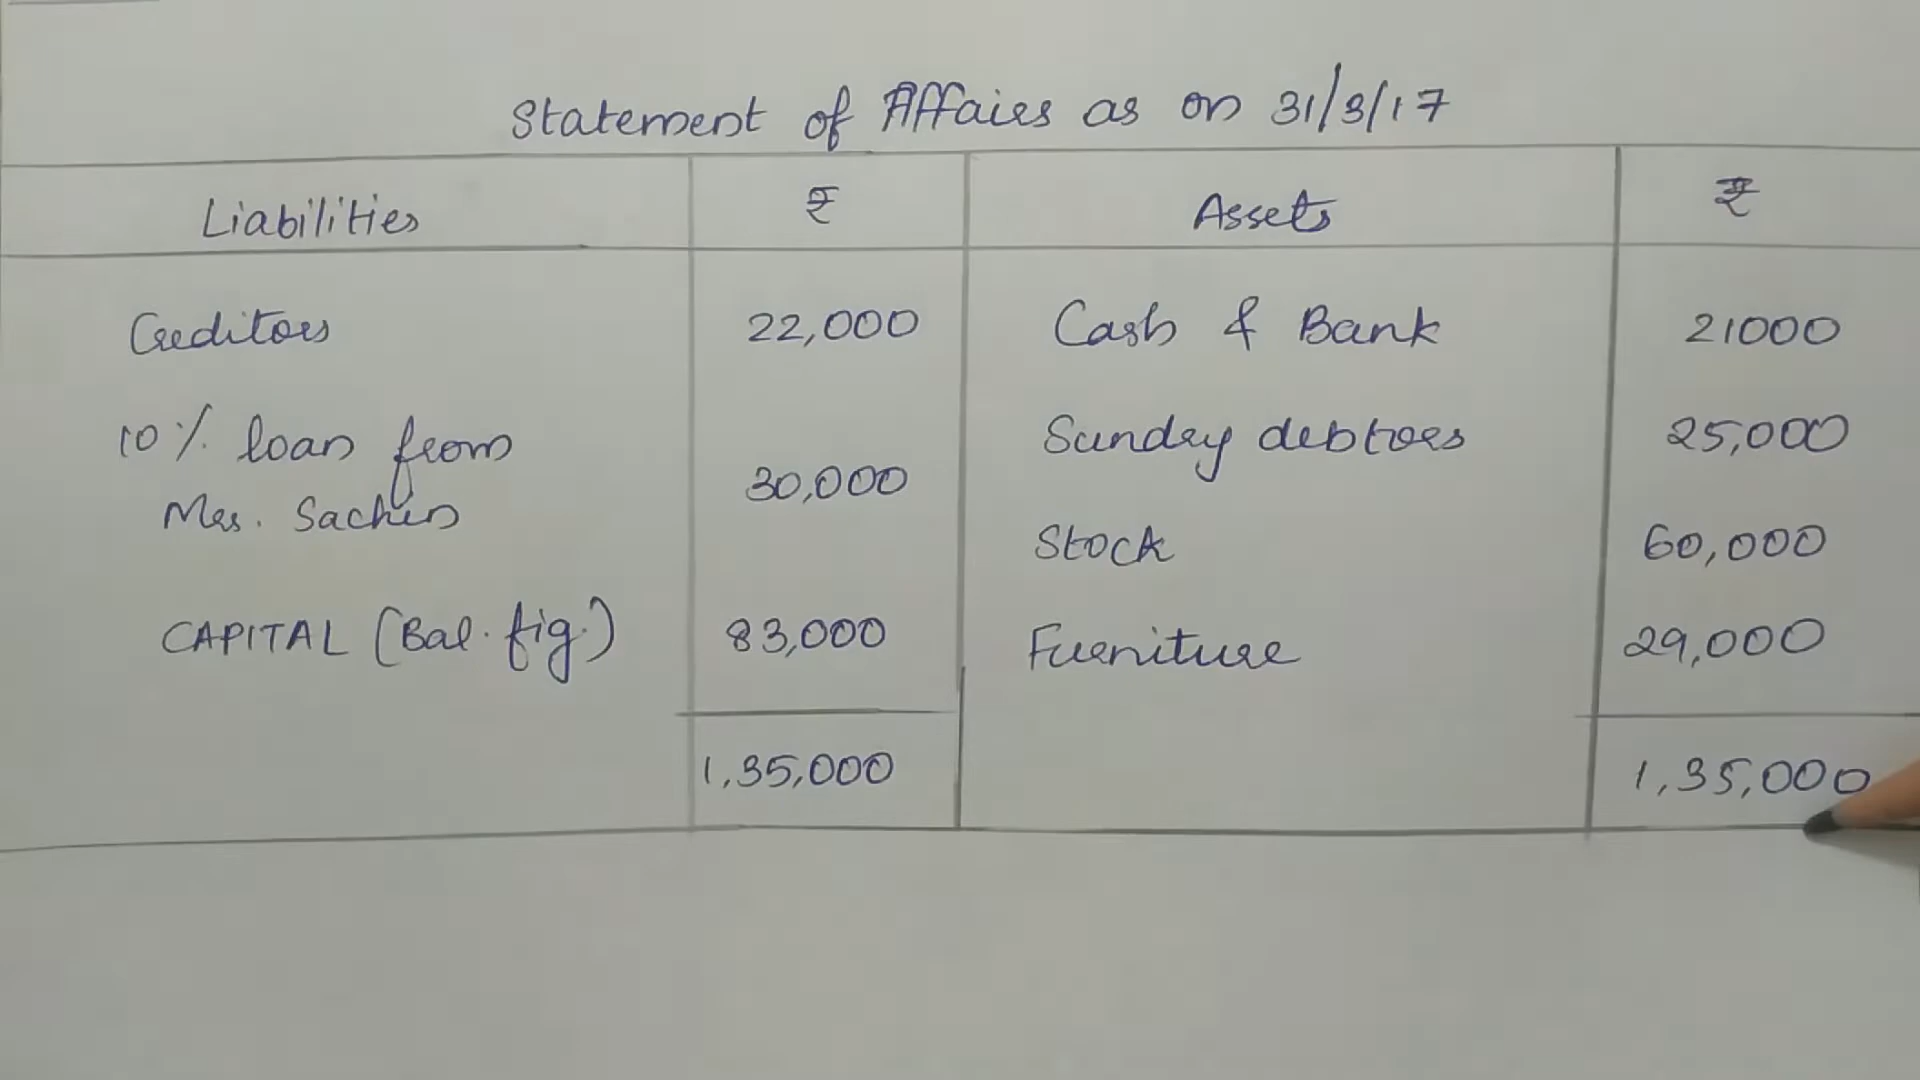 Statement of Affairs as on 31/3/17
Liabilities ₹ Assets ₹
Creditors 22,000 Cash & Bank 21000
10% loan from
Mrs. Sachin 30,000 Sundry debtors 25,000
Stock 60,000
CAPITAL (Bal. fig.) 83,000 Furniture 29,000
1,35,000 1,35,000